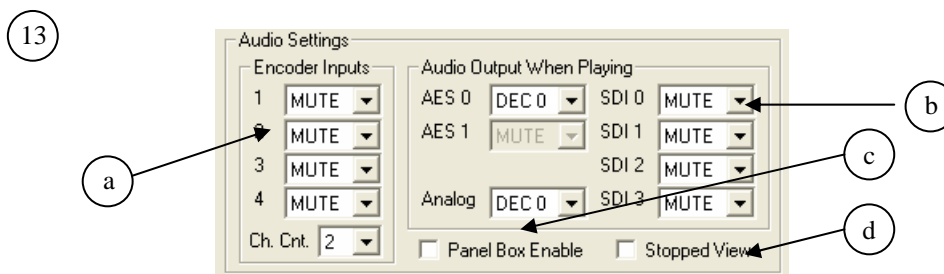 13
Audio Settings
Encoder Inputs
Audio Output When Playing
1 MUTE
AES 0 DEC 0 SDI 0 MUTE
b
MUTE
AES 1 MUTE SDI 1 MUTE
c
3 MUTE
SDI 2 MUTE
a
4 MUTE
Analog DEC 0 SDI 3 MUTE
Ch. Cnt. 2
Panel Box Enable Stopped View
d